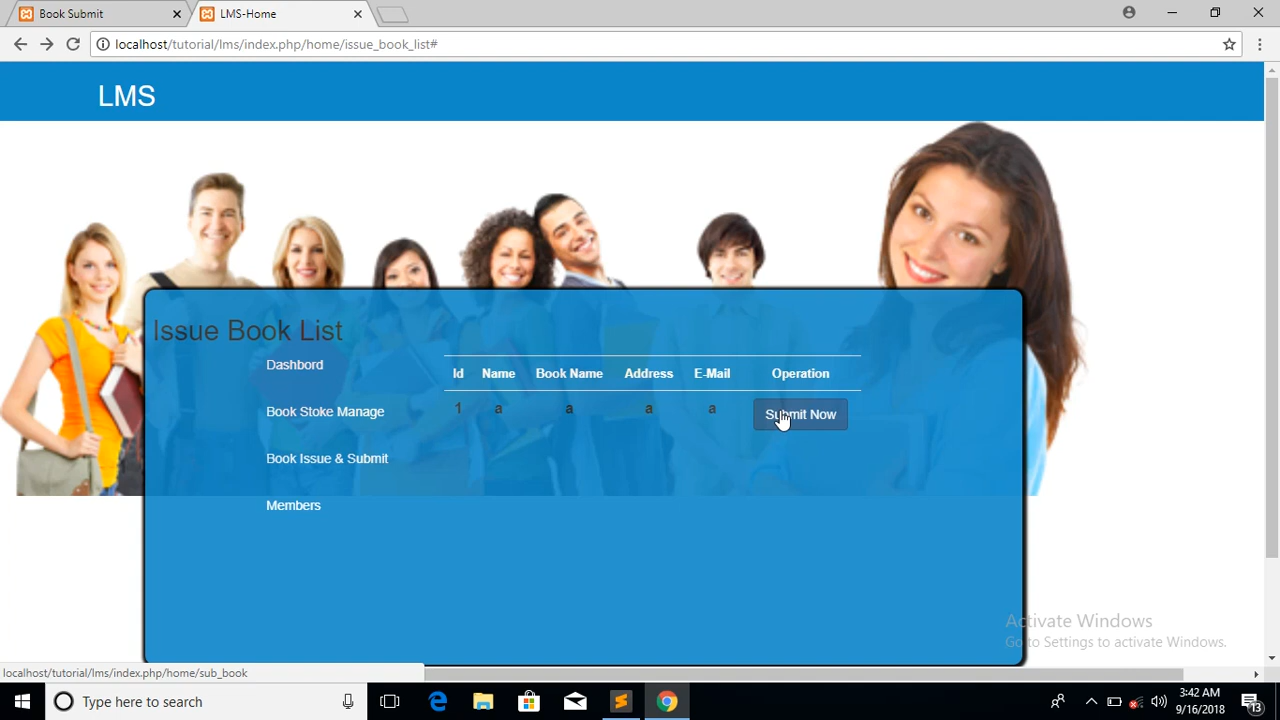 Book Submit
LMS-Home
localhost/tutorial/lms/index.php/home/issue_book_list#
LMS
Issue Book List
Dashbord
Book Stoke Manage
Book Issue & Submit
Members
Id Name Book Name Address E-Mail Operation
1 a a a a Submit Now
Activate Windows
Go to Settings to activate Windows.
localhost/tutorial/lms/index.php/home/sub_book
Type here to search
3:42 AM
9/16/2018
13